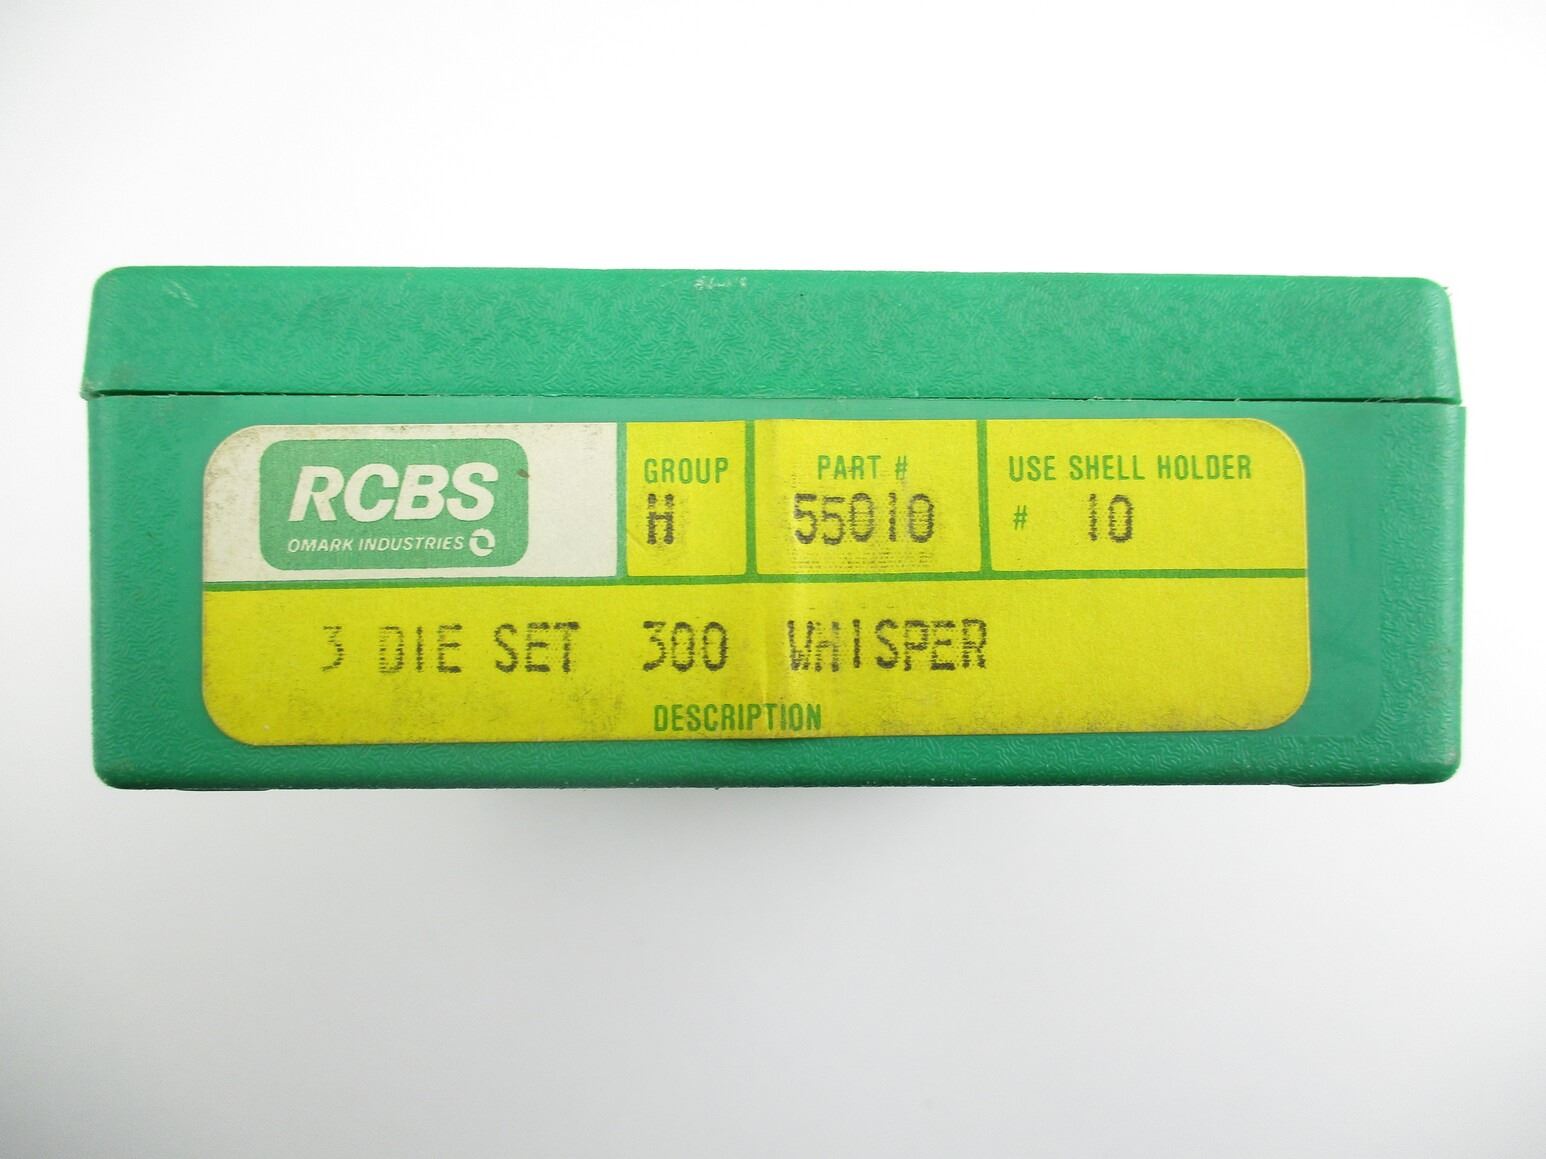 RCBS
OMARK INDUSTRIES
GROUP
H
PART #
55010
USE SHELL HOLDER
# 10
3 DIE SET 300 WHISPER
DESCRIPTION